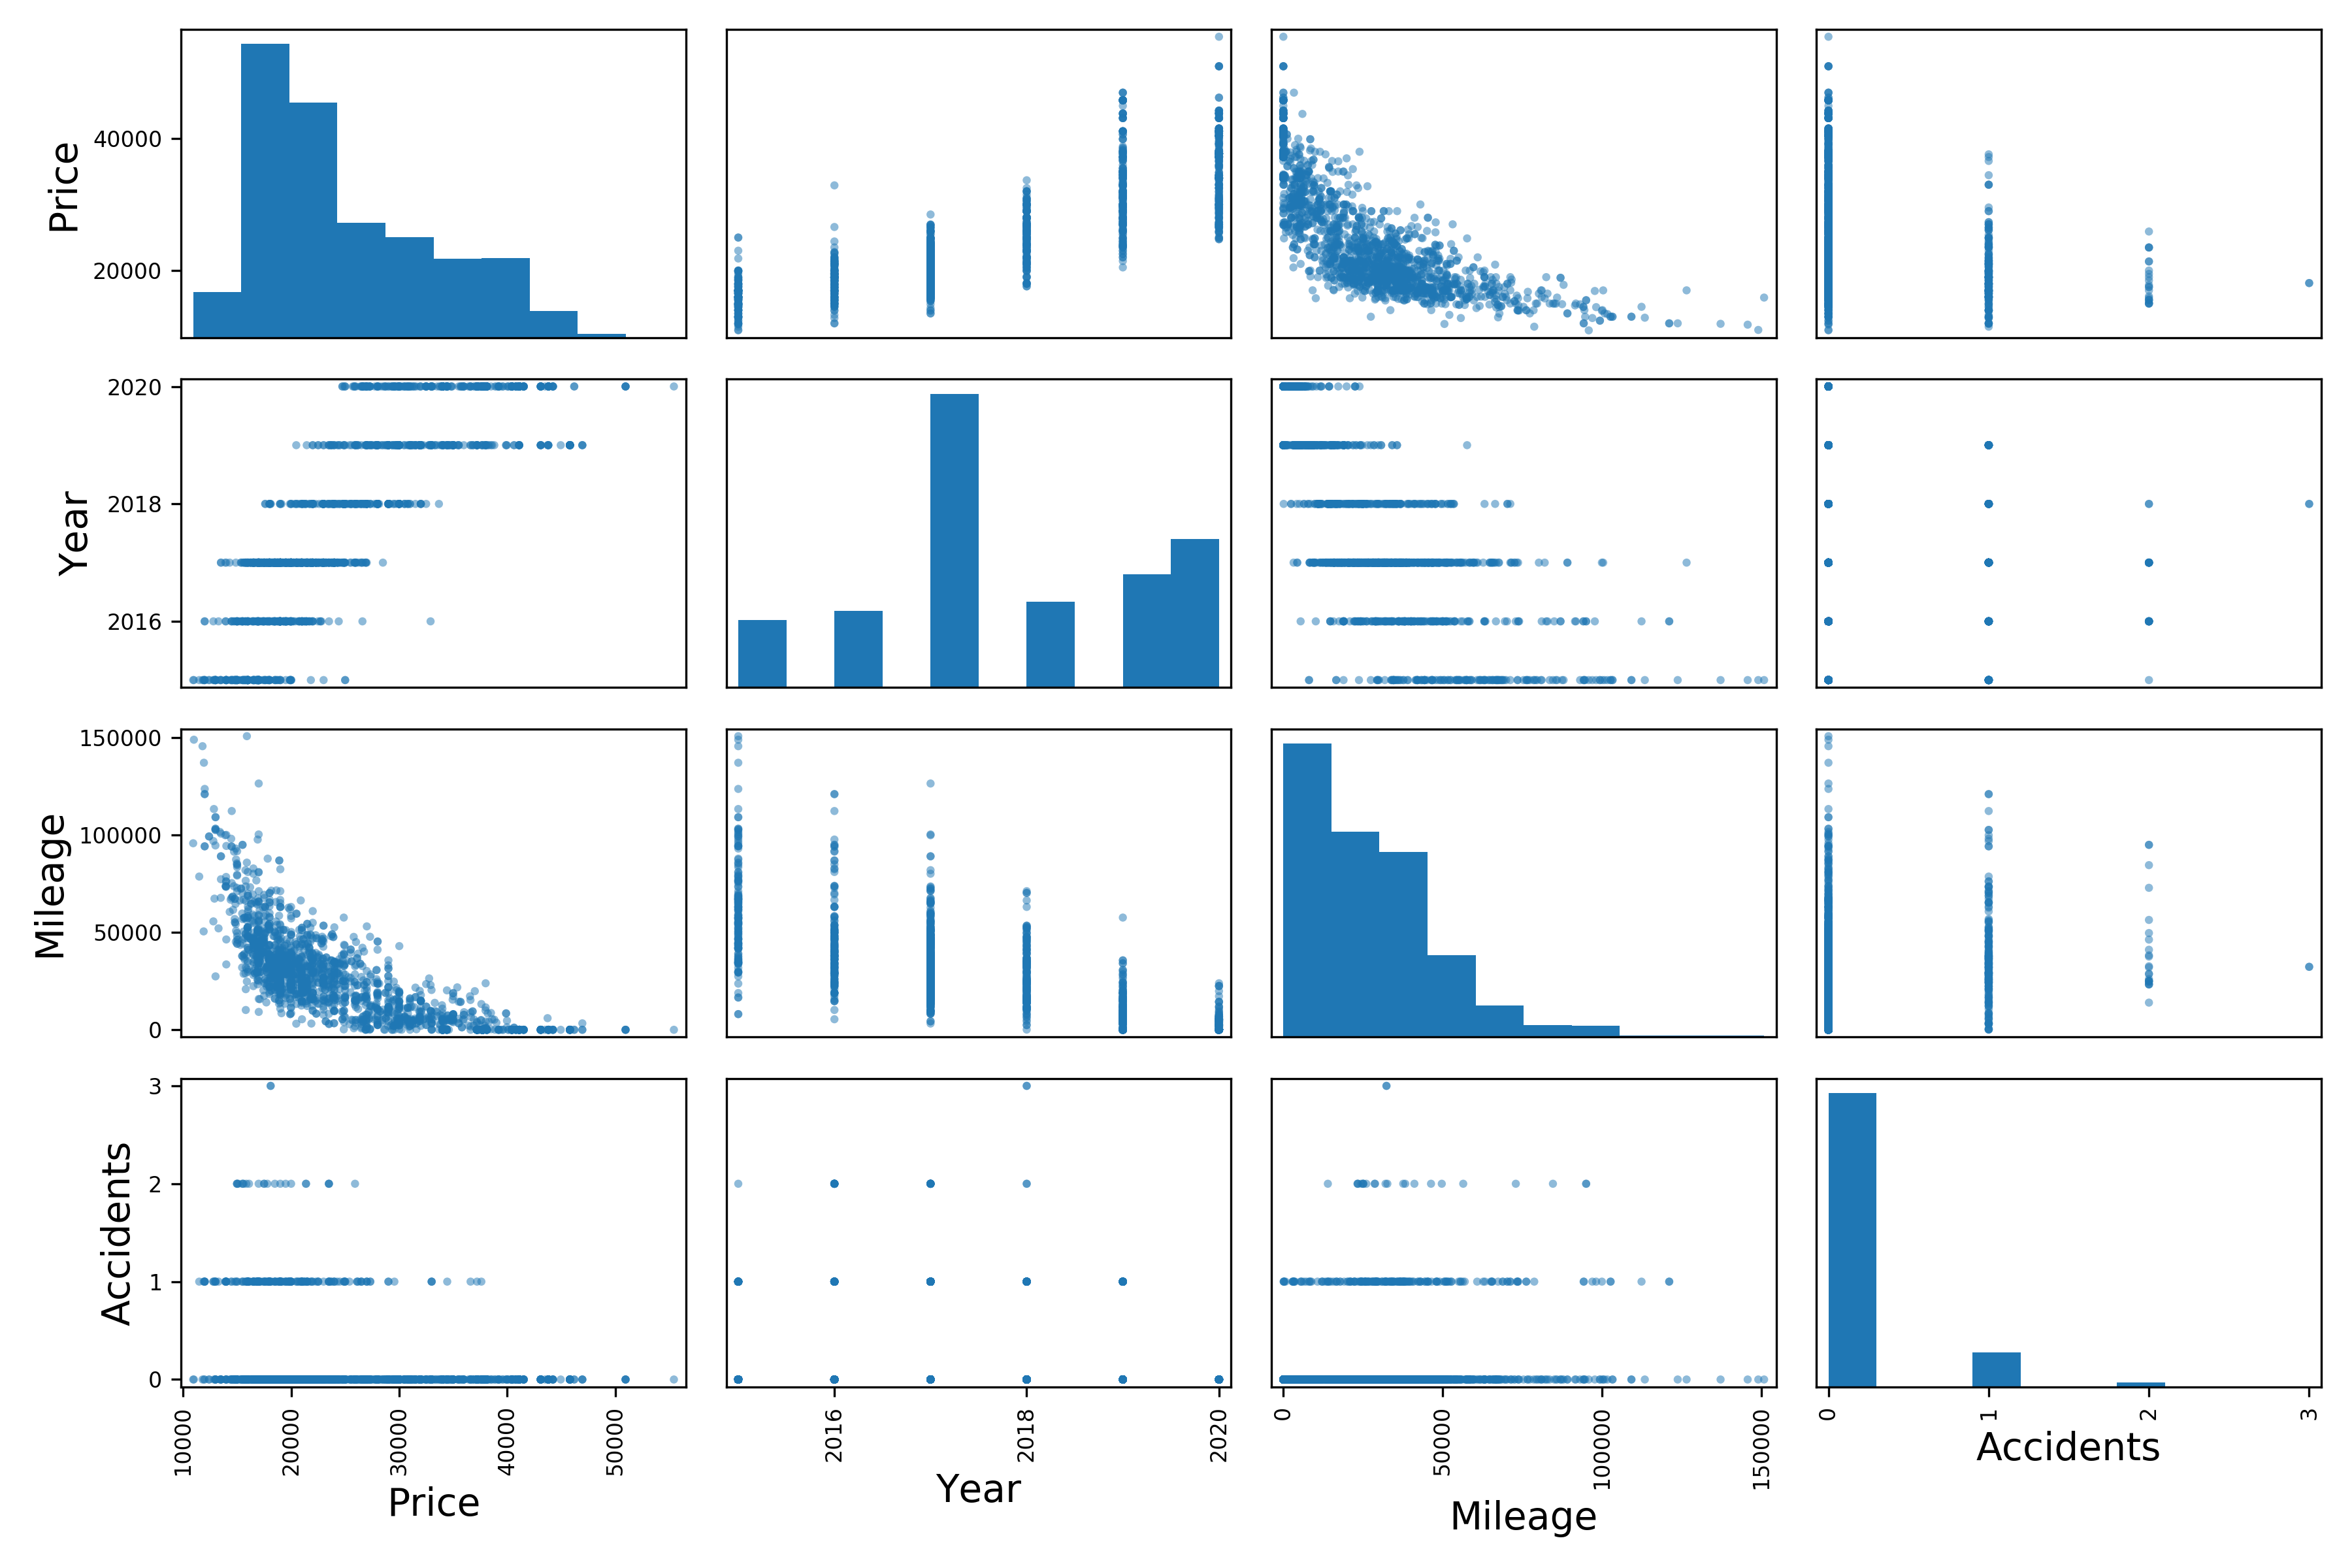 Price
40000
20000
Year
2020
2018
2016
Mileage
150000
100000
50000
0
Accidents
3
2
1
0
10000 20000 30000 40000 50000
2016 2018 2020
0 50000 100000 150000
0 1 2 3
Price
Year
Mileage
Accidents